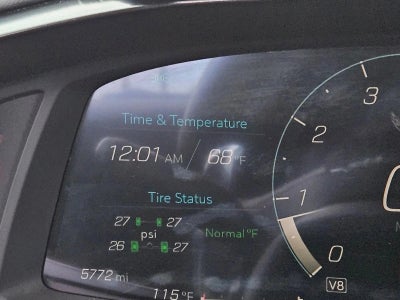 Time & Temperature
12:01 AM / 68 °F
Tire Status
27 27
psi
Normal °F
26 27
5772 mi
115 °F
3
2
1
0
V8